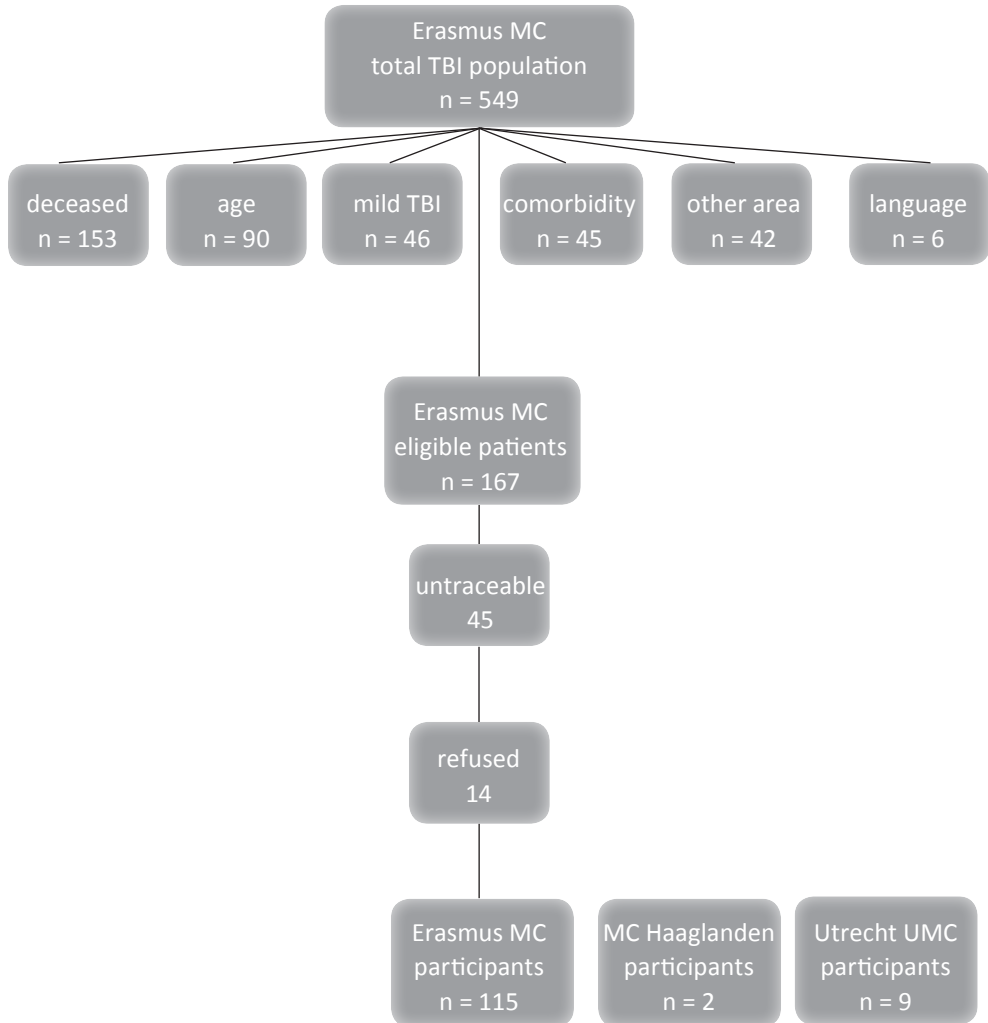 Erasmus MC
total TBI population
n = 549
deceased
n = 153
age
n = 90
mild TBI
n = 46
comorbidity
n = 45
other area
n = 42
language
n = 6
Erasmus MC
eligible patients
n = 167
untraceable
45
refused
14
Erasmus MC
participants
n = 115
MC Haaglanden
participants
n = 2
Utrecht UMC
participants
n = 9